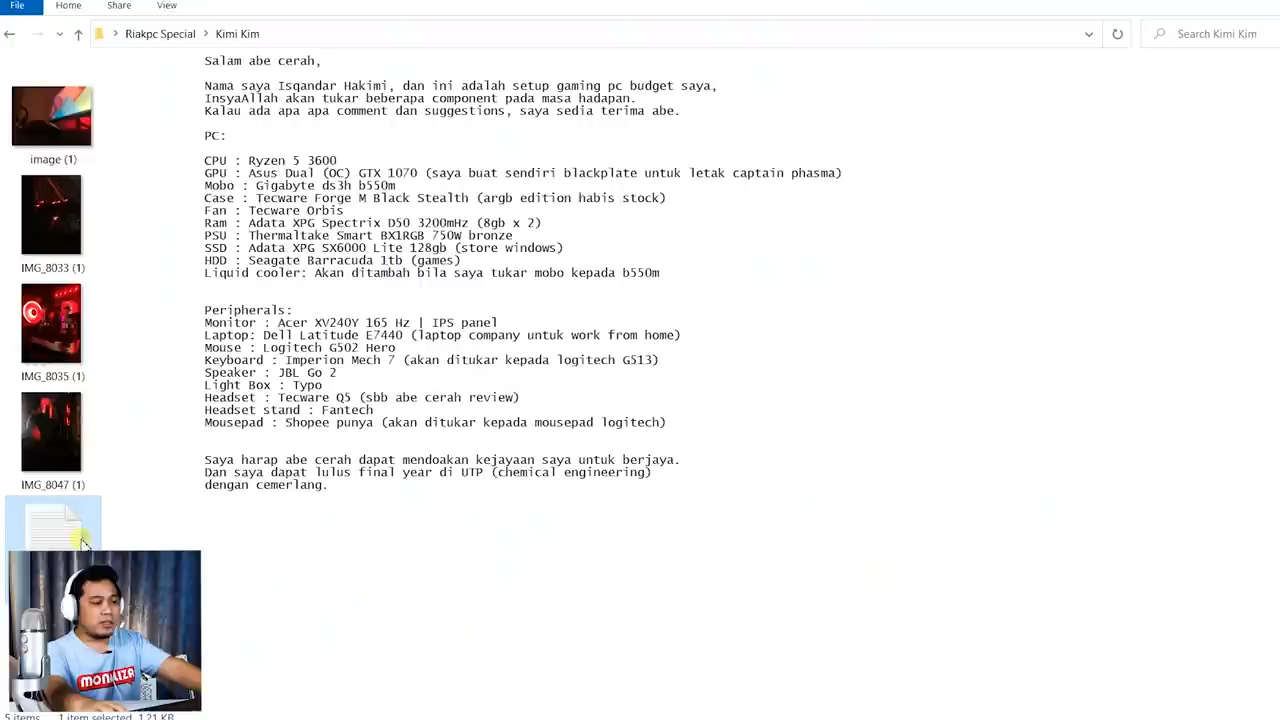 File
Home
Share
View
Riakpc Special
Kimi Kim
Search Kimi Kim
Salam abe cerah,
Nama saya Isqandar Hakimi, dan ini adalah setup gaming pc budget saya,
InsyaAllah akan tukar beberapa component pada masa hadapan.
Kalau ada apa apa comment dan suggestions, saya sedia terima abe.
PC:
CPU : Ryzen 5 3600
GPU : Asus Dual (OC) GTX 1070 (saya buat sendiri blackplate untuk letak captain phasma)
Mobo : Gigabyte ds3h b550m
Case : Tecware Forge M Black Stealth (argb edition habis stock)
Fan : Tecware Orbis
Ram : Adata XPG Spectrix D50 3200mHz (8gb x 2)
PSU : Thermaltake Smart BX1RGB 750W bronze
SSD : Adata XPG SX6000 Lite 128gb (store windows)
HDD : Seagate Barracuda 1tb (games)
Liquid cooler: Akan ditambah bila saya tukar mobo kepada b550m
Peripherals:
Monitor : Acer XV240Y 165 Hz | IPS panel
Laptop: Dell Latitude E7440 (laptop company untuk work from home)
Mouse : Logitech G502 Hero
Keyboard : Imperion Mech 7 (akan ditukar kepada logitech G513)
Speaker : JBL Go 2
Light Box : Typo
Headset : Tecware Q5 (sbb abe cerah review)
Headset stand : Fantech
Mousepad : Shopee punya (akan ditukar kepada mousepad logitech)
Saya harap abe cerah dapat mendoakan kejayaan saya untuk berjaya.
Dan saya dapat lulus final year di UTP (chemical engineering)
dengan cemerlang.
image (1)
IMG_8033 (1)
IMG_8035 (1)
IMG_8047 (1)
5 items
1 item selected 1.21 KB